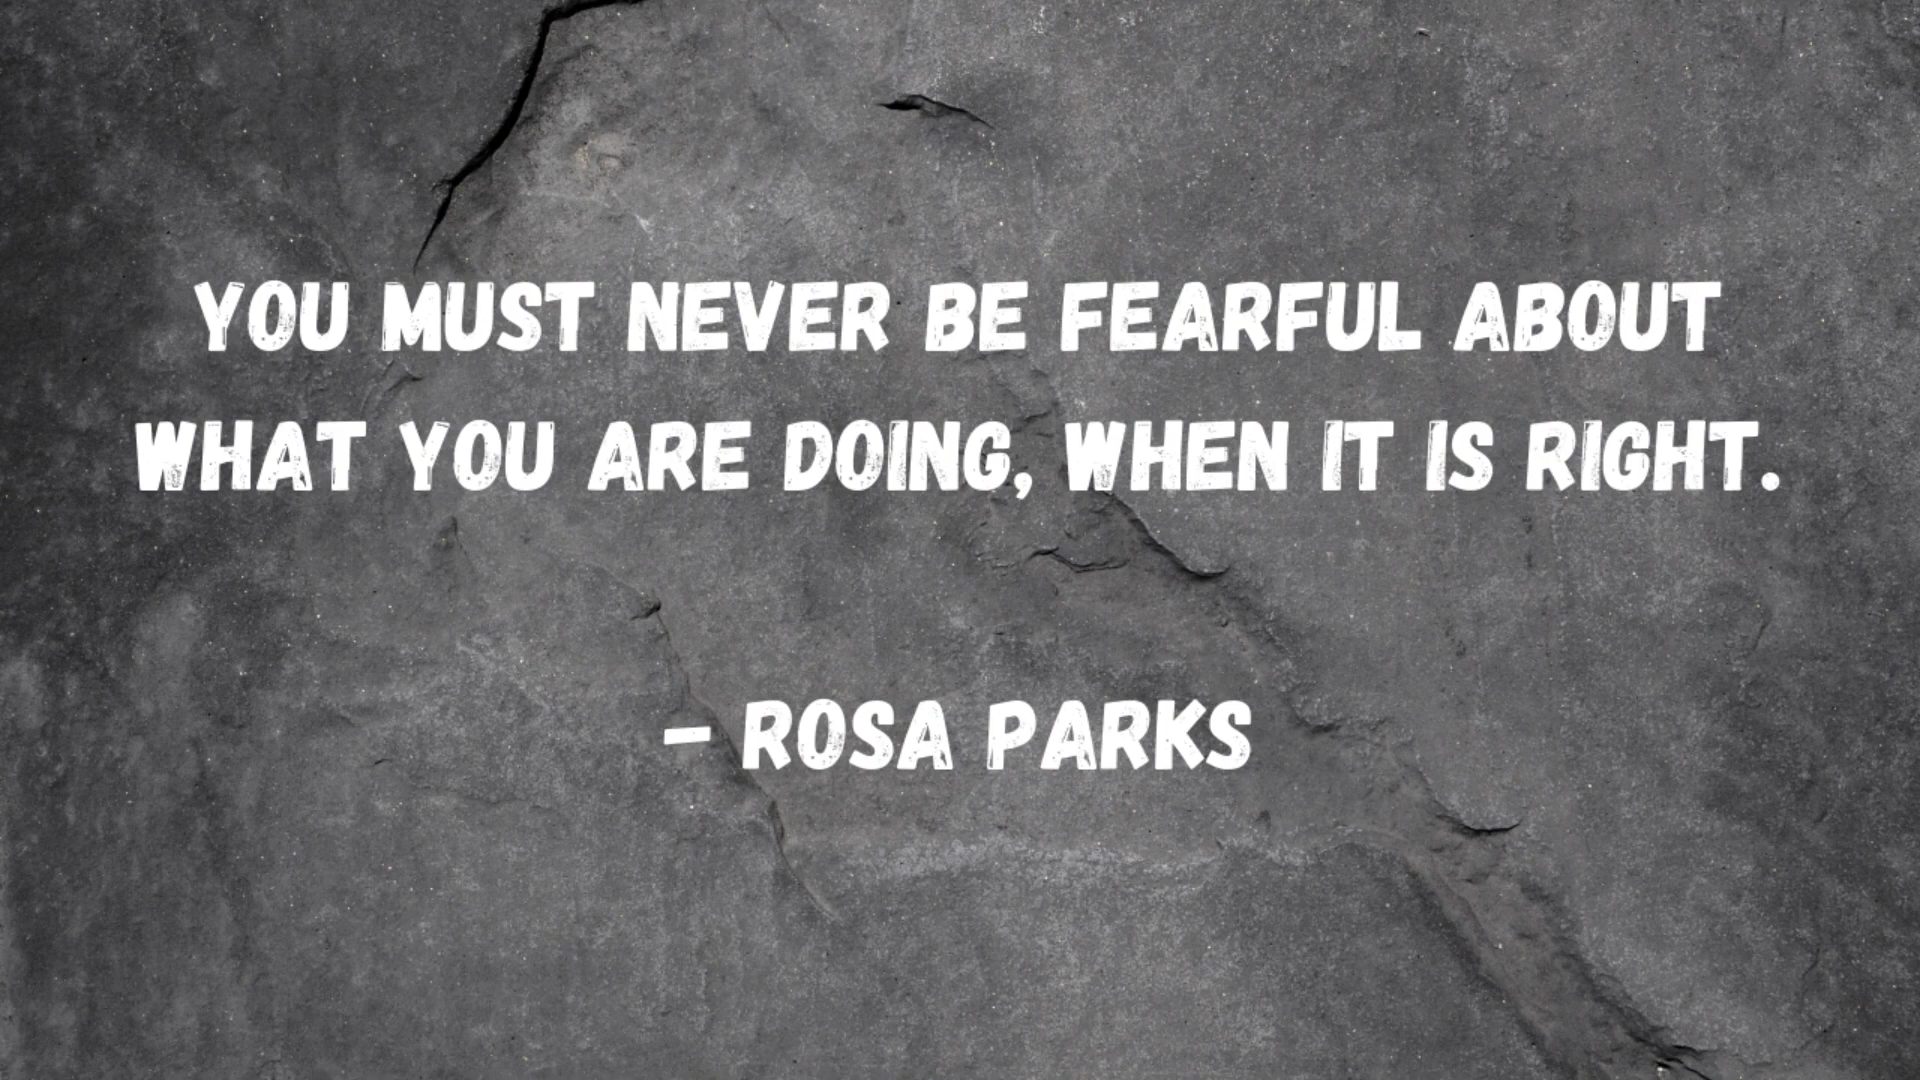 YOU MUST NEVER BE FEARFUL ABOUT
WHAT YOU ARE DOING, WHEN IT IS RIGHT.
- ROSA PARKS